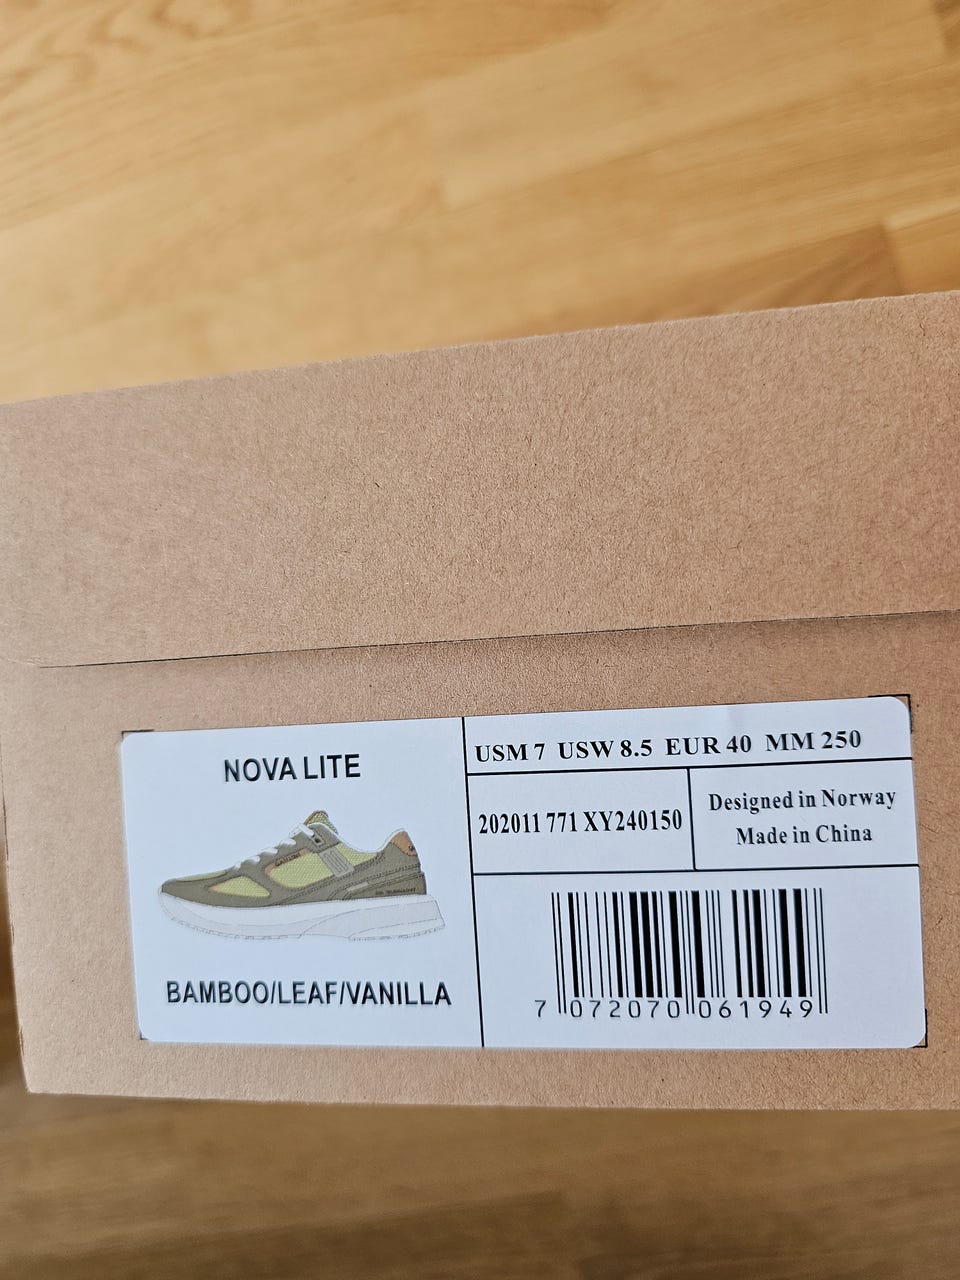 NOVA LITE
BAMBOO/LEAF/VANILLA
USM 7 USW 8.5 EUR 40 MM 250
202011 771 XY240150
Designed in Norway
Made in China
7 072070 061949